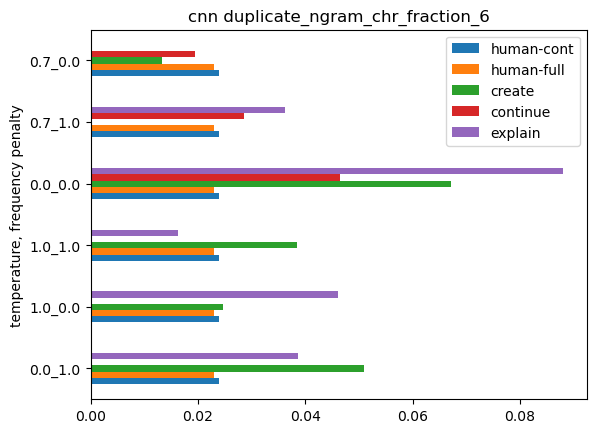 cnn duplicate_ngram_chr_fraction_6
temperature, frequency penalty
0.7_0.0
0.7_1.0
0.0_0.0
1.0_1.0
1.0_0.0
0.0_1.0
human-cont
human-full
create
continue
explain
0.00 0.02 0.04 0.06 0.08